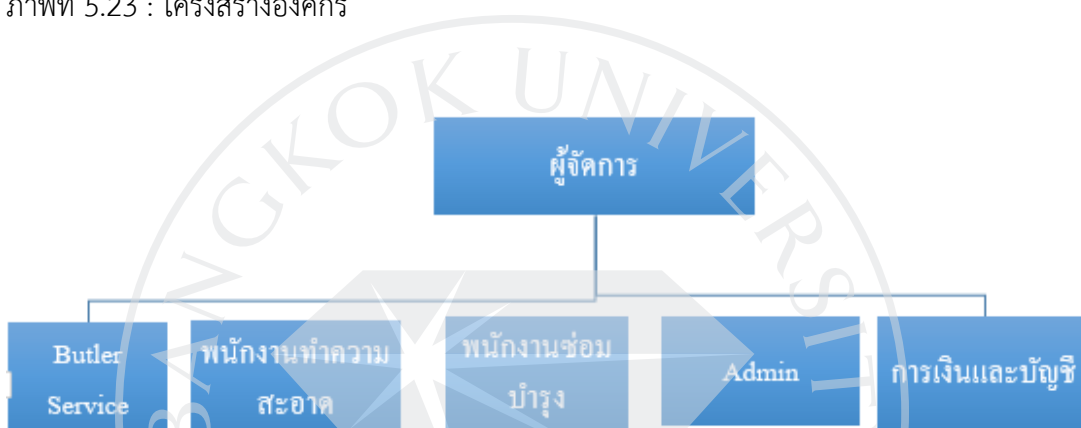 ภาพที่ 5.23 : โครงสร้างองค์กร
BANGKOK UNIVERSIT
ผู้จัดการ
Butler
Service
พนักงานทำความ
สะอาด
พนักงานซ่อม
บำรุง
Admin
การเงินและบัญชี